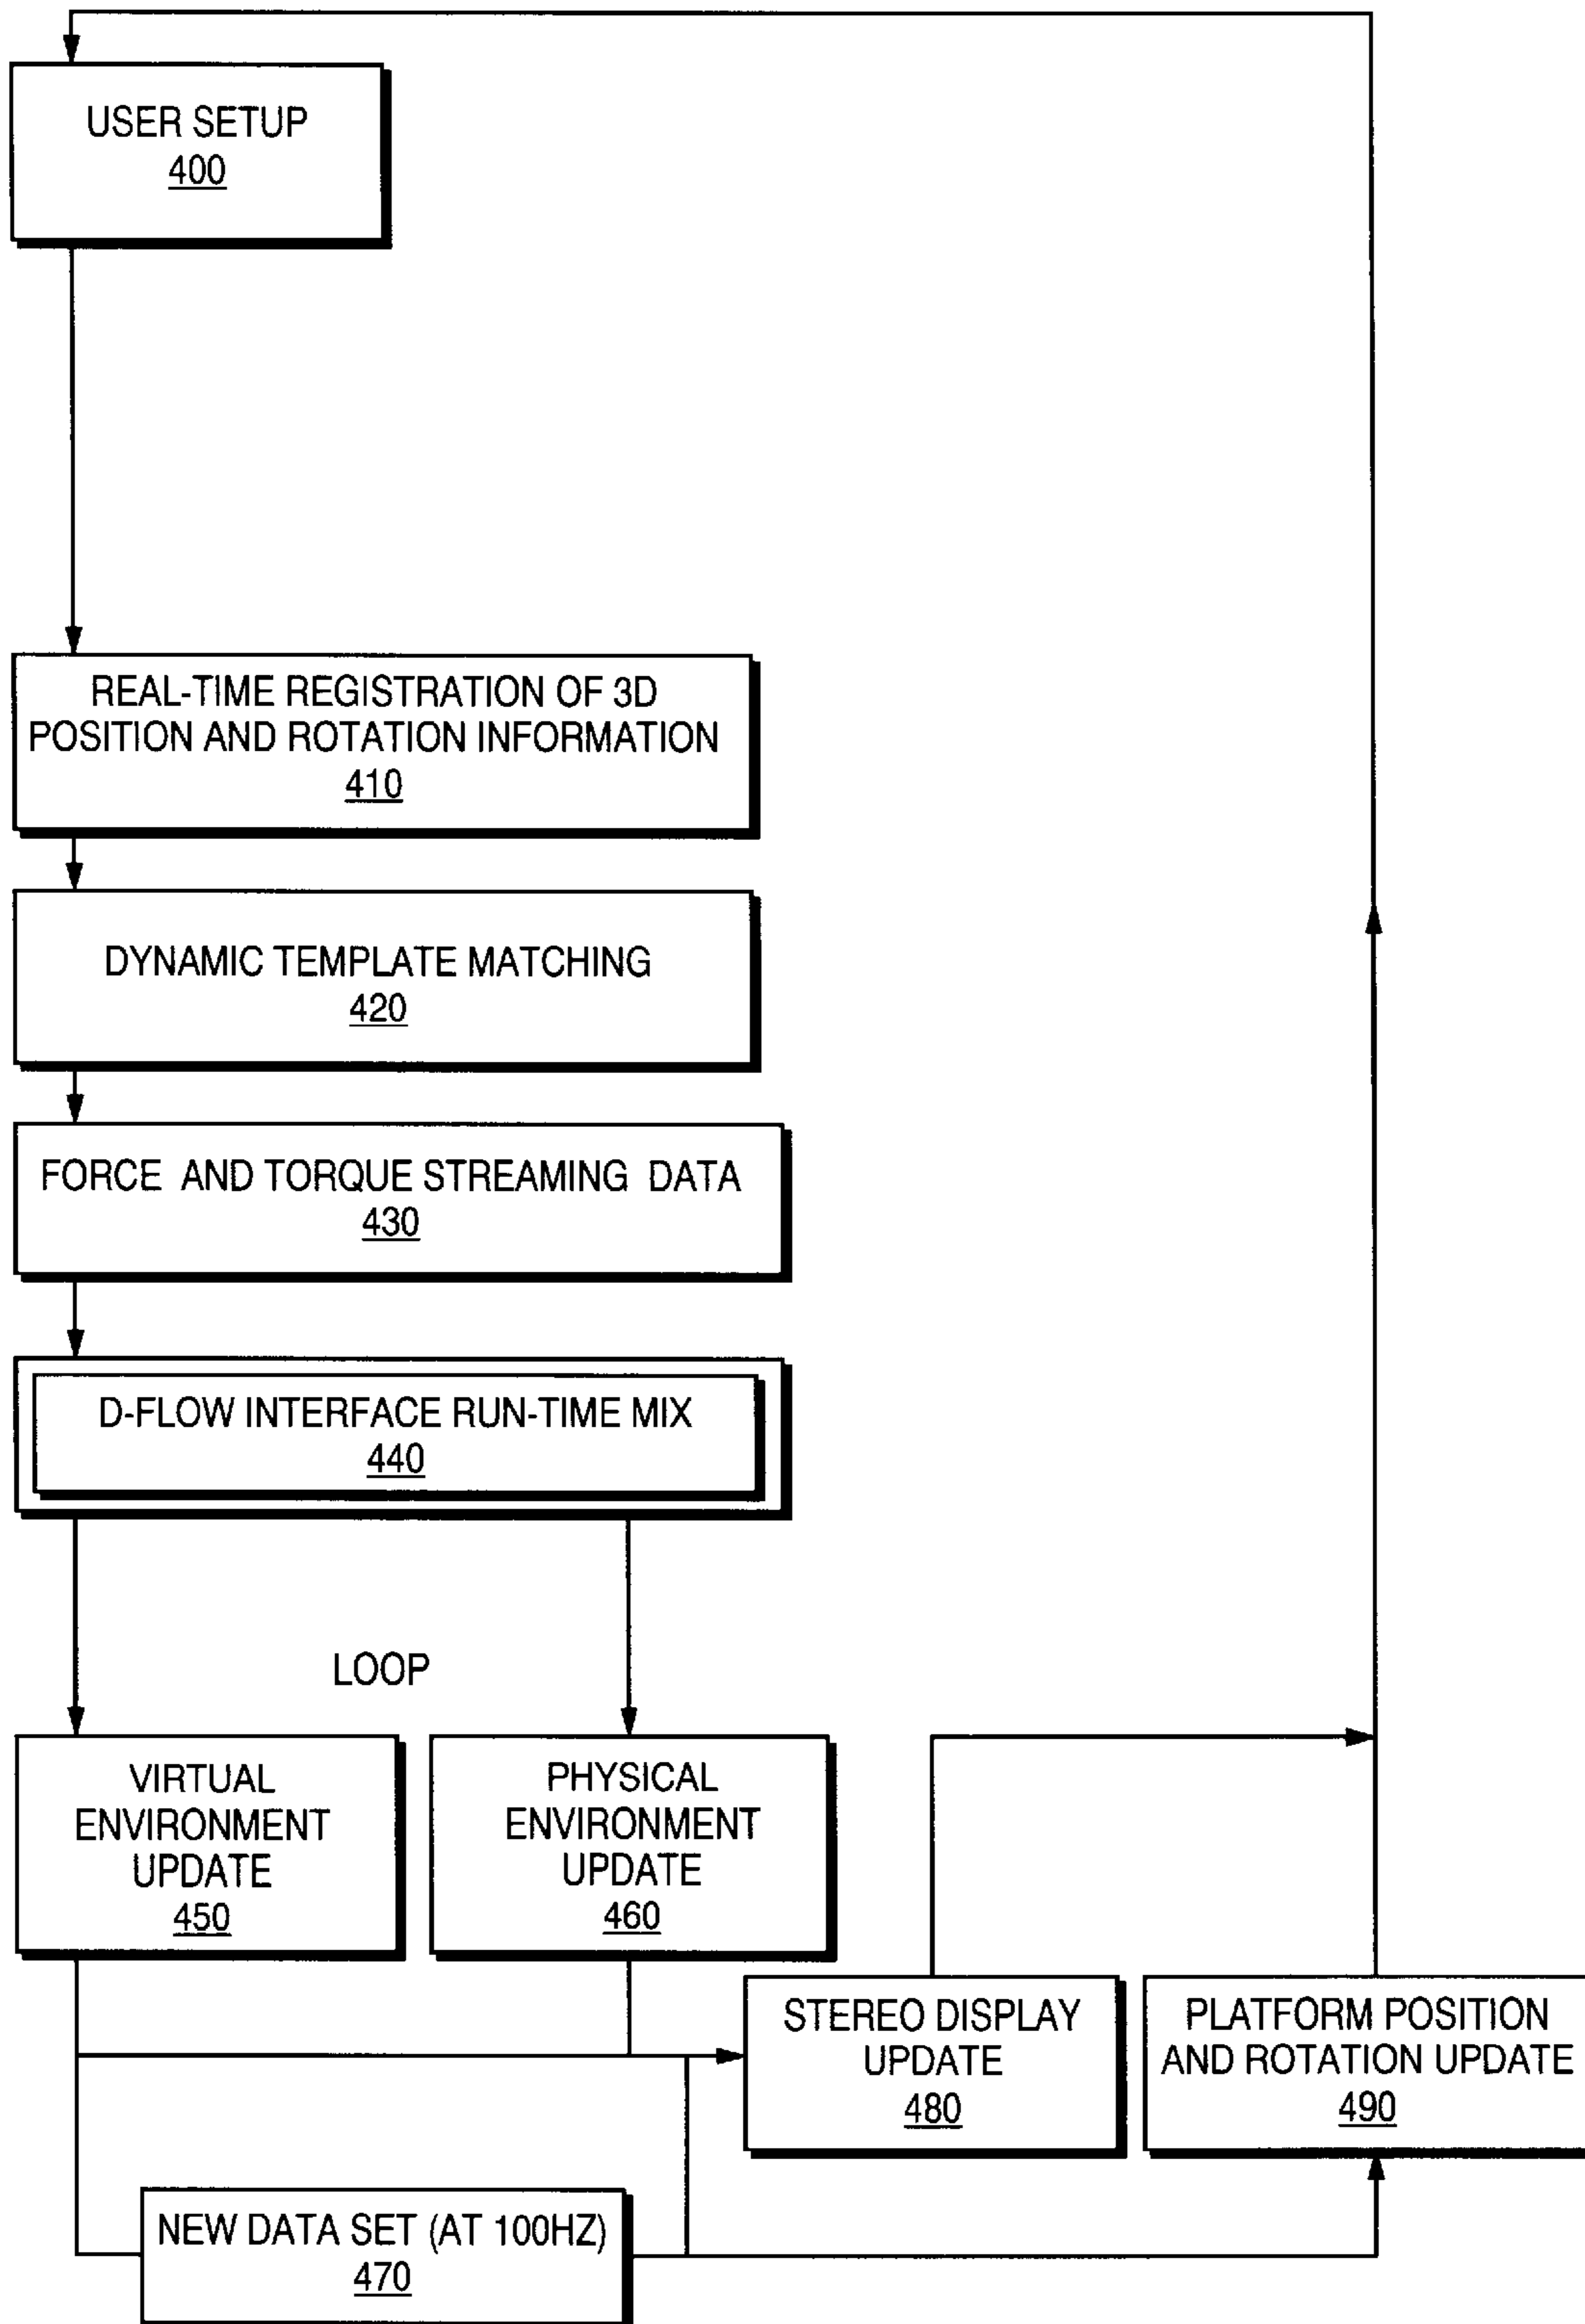 USER SETUP
400
REAL-TIME REGISTRATION OF 3D
POSITION AND ROTATION INFORMATION
410
DYNAMIC TEMPLATE MATCHING
420
FORCE AND TORQUE STREAMING DATA
430
D-FLOW INTERFACE RUN-TIME MIX
440
LOOP
VIRTUAL
ENVIRONMENT
UPDATE
450
PHYSICAL
ENVIRONMENT
UPDATE
460
STEREO DISPLAY
UPDATE
480
PLATFORM POSITION
AND ROTATION UPDATE
490
NEW DATA SET (AT 100HZ)
470